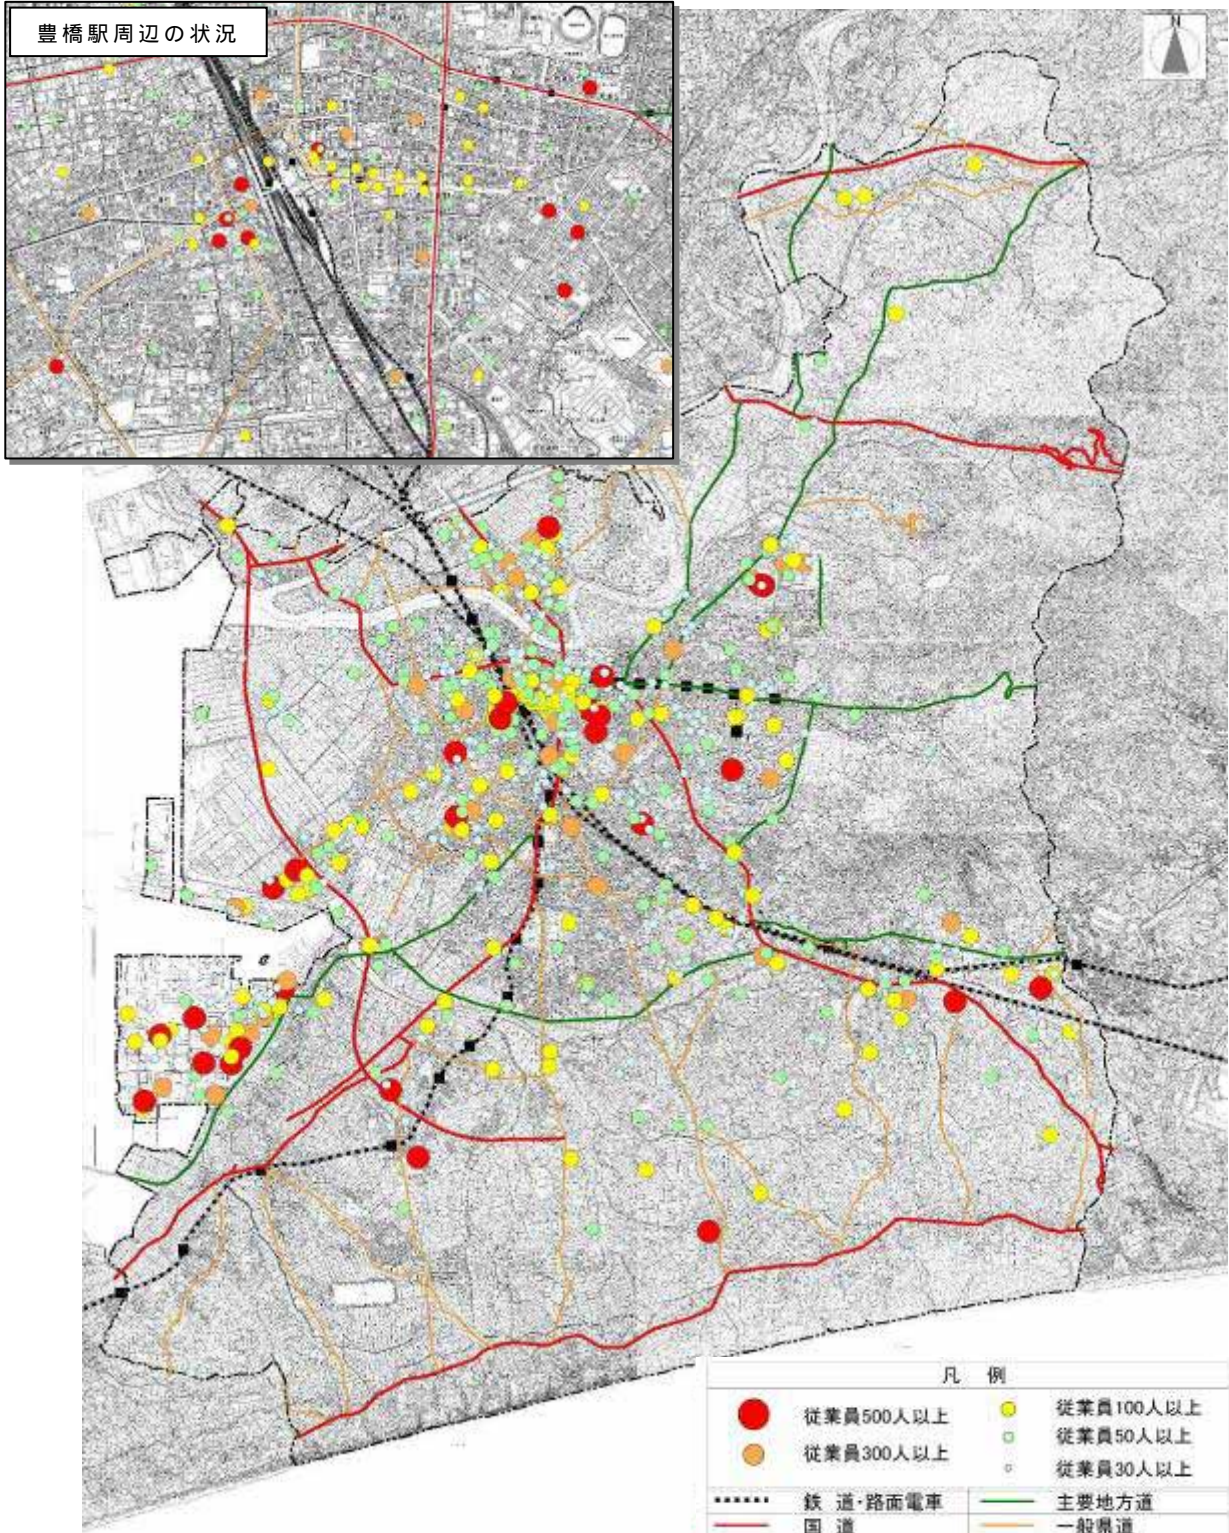 豊橋駅周辺の状況
N
凡 例
従業員500人以上
従業員300人以上
従業員100人以上
従業員50人以上
従業員30人以上
鉄 道・路面電車
主要地方道
国 道
一般県道